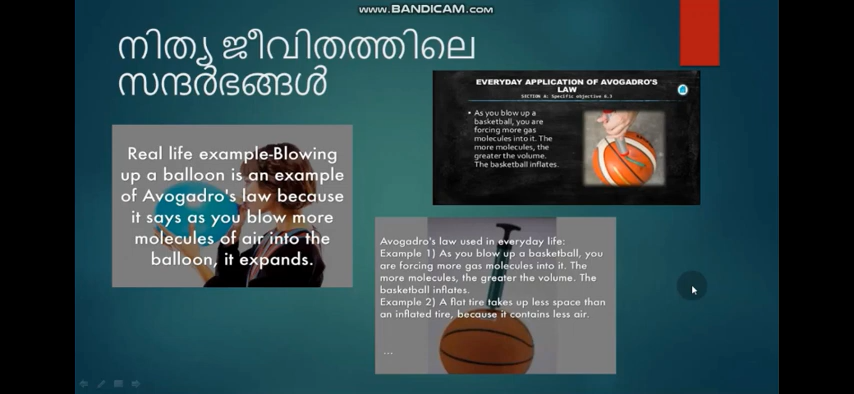 www.BANDICAM.com
നിത്യ ജീവിതത്തിലെ
സന്ദർഭങ്ങൾ
EVERYDAY APPLICATION OF AVOGADRO'S
LAW
SECTION A: Specific objective 6.3
• As you blow up a
basketball, you are
forcing more gas
molecules into it. The
more molecules, the
greater the volume.
The basketball inflates.
Real life example-Blowing
up a balloon is an example
of Avogadro's law because
it says as you blow more
molecules of air into the
balloon, it expands.
Avogadro's law used in everyday life:
Example 1) As you blow up a basketball, you
are forcing more gas molecules into it. The
more molecules, the greater the volume. The
basketball inflates.
Example 2) A flat tire takes up less space than
an inflated tire, because it contains less air.
...